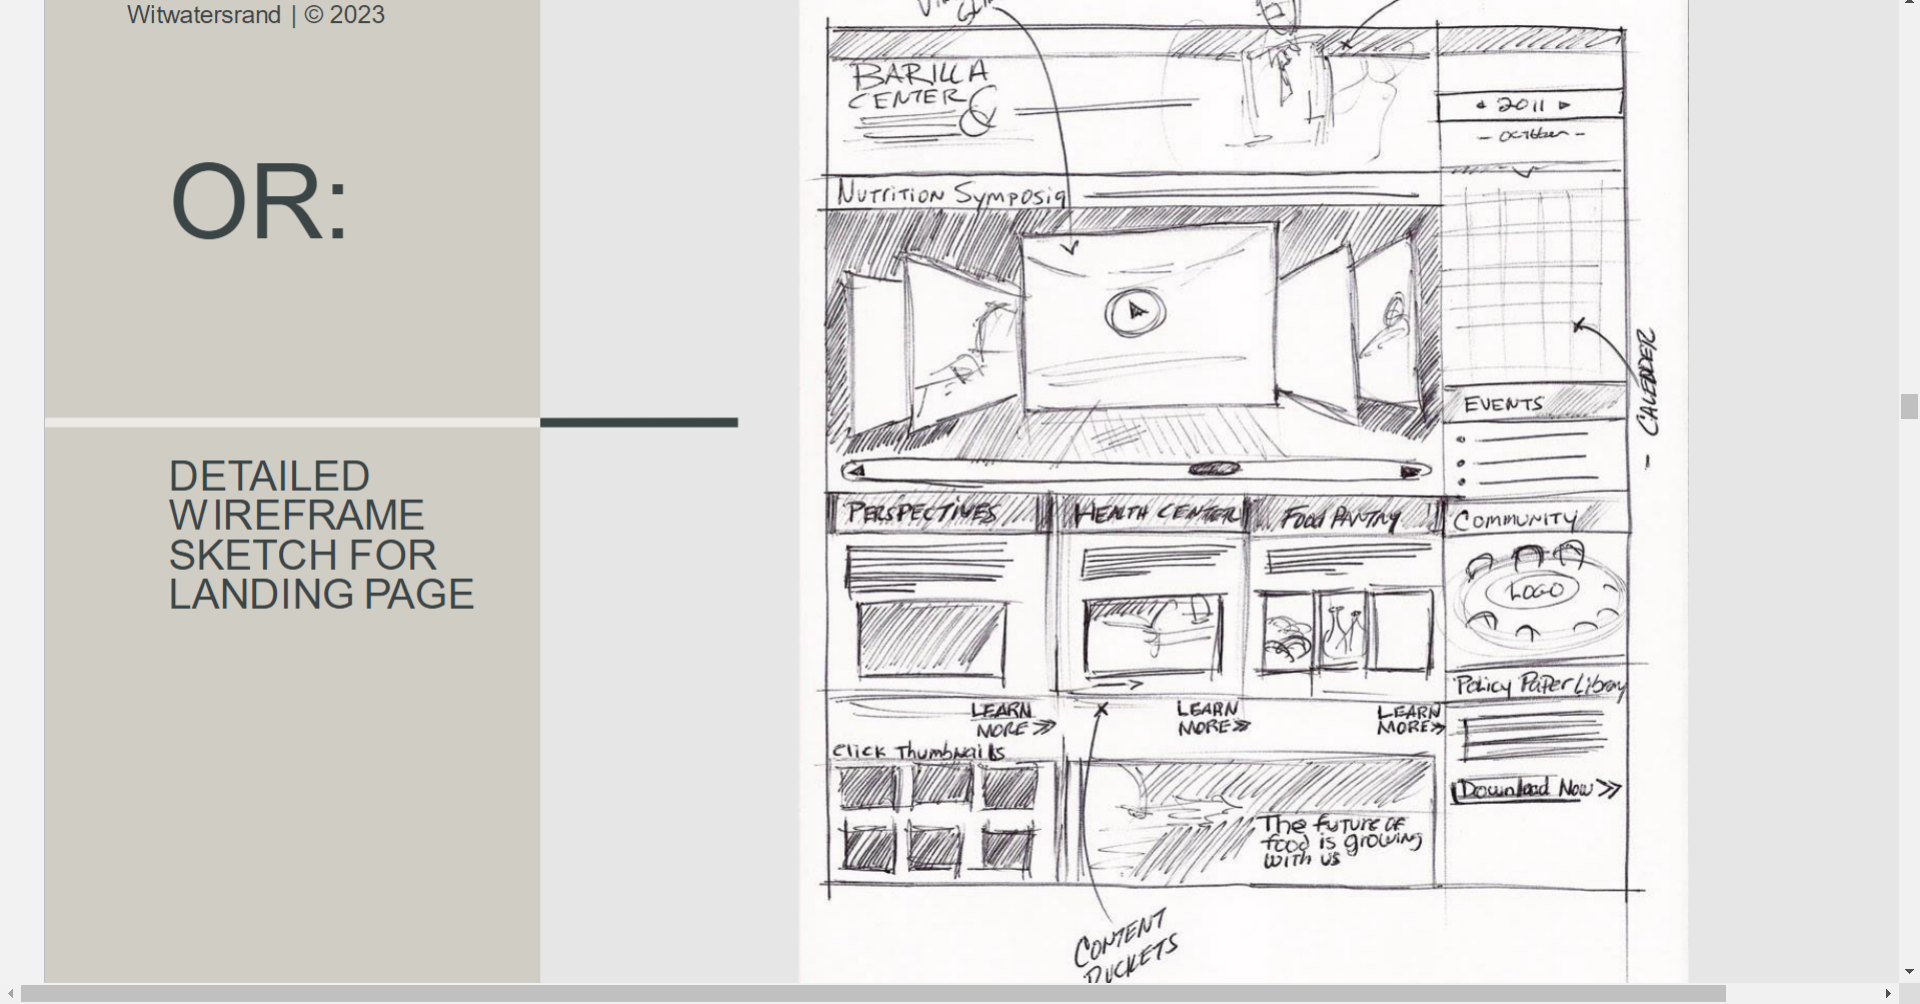 Witwatersrand | © 2023
OR:
DETAILED
WIREFRAME
SKETCH FOR
LANDING PAGE
BARILLA
CENTER
2011
- OCTOBER -
NUTRITION SYMPOSIA
EVENTS
PERSPECTIVES
HEALTH CENTER
FOOD PANTRY
COMMUNITY
LOGO
Policy Paper Library
LEARN
MORE >>
LEARN
MORE >>
LEARN
MORE >>
Click Thumbnails
Download Now >>
The future of
food is growing
with us
CONTENT
BUCKETS